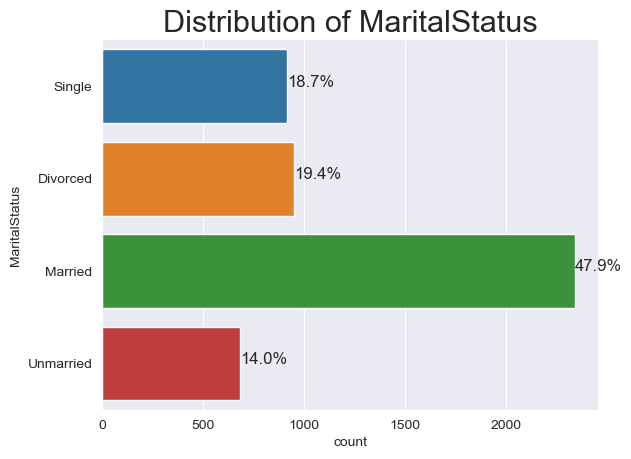 Distribution of MaritalStatus
Single
18.7%
Divorced
19.4%
Married
47.9%
Unmarried
14.0%
MaritalStatus
0 500 1000 1500 2000
count